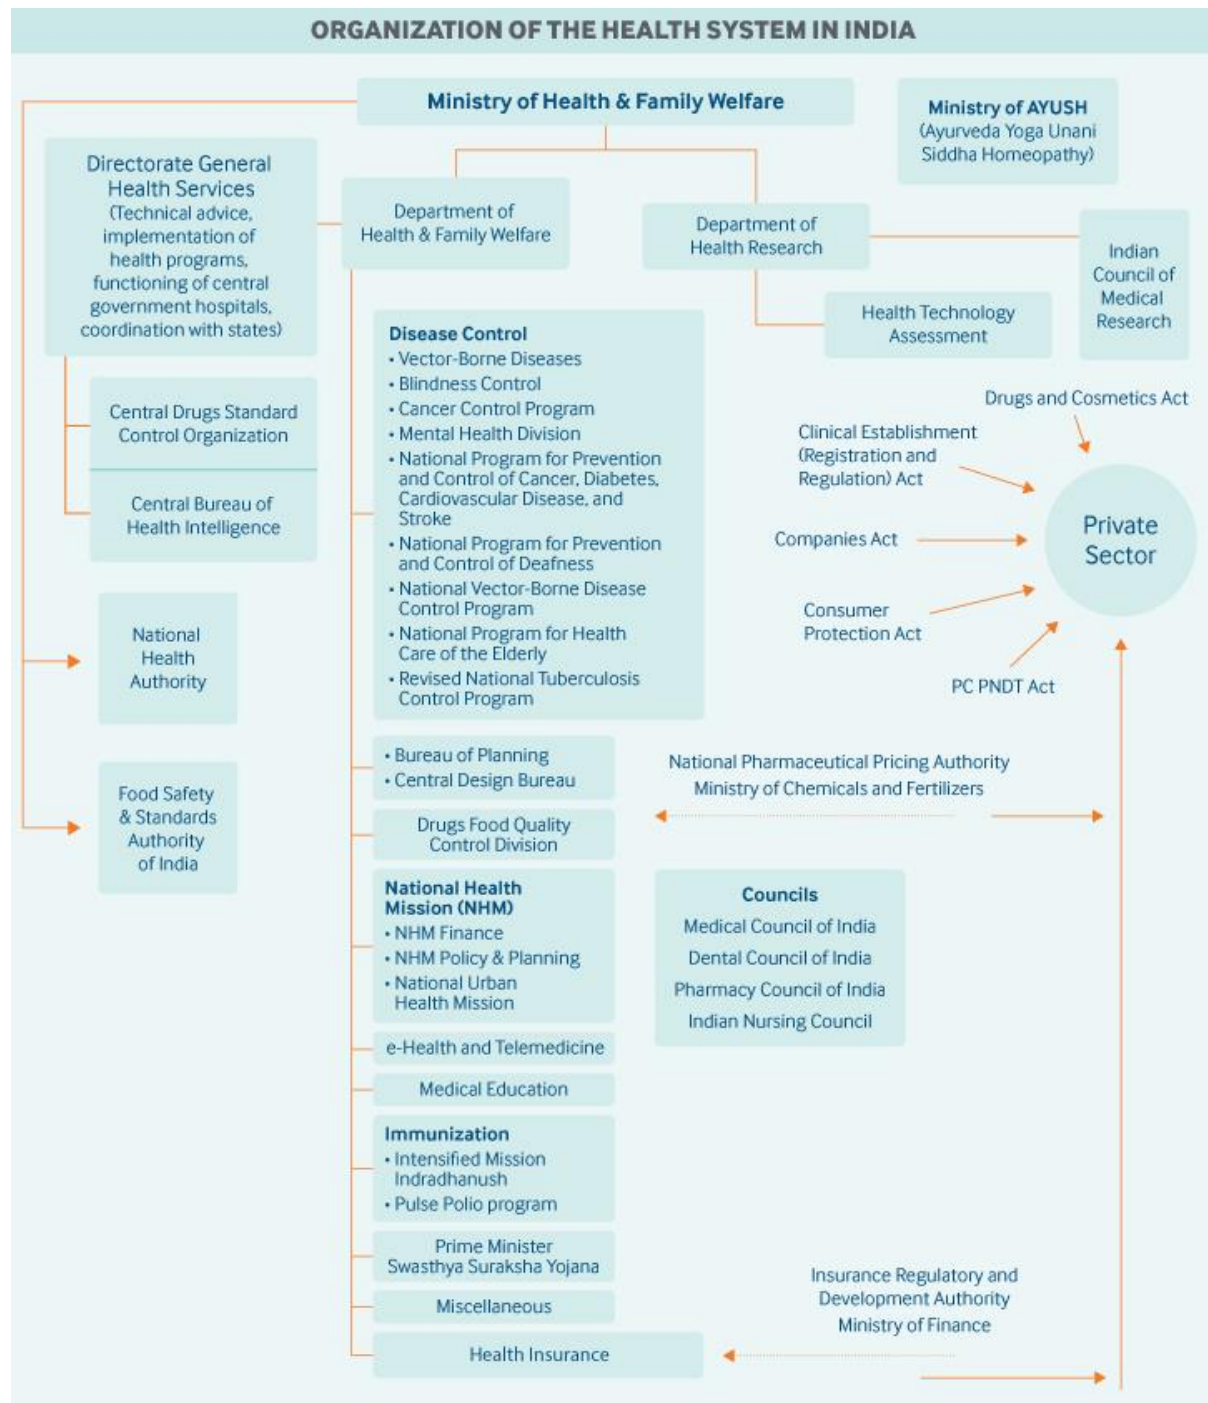 ORGANIZATION OF THE HEALTH SYSTEM IN INDIA
Ministry of Health & Family Welfare
Ministry of AYUSH
(Ayurveda Yoga Unani
Siddha Homeopathy)
Directorate General
Health Services
(Technical advice,
implementation of
health programs,
functioning of central
government hospitals,
coordination with states)
Department of
Health & Family Welfare
Department of
Health Research
Indian
Council of
Medical
Research
Health Technology
Assessment
Central Drugs Standard
Control Organization
Central Bureau of
Health Intelligence
National
Health
Authority
Food Safety
& Standards
Authority
of India
Disease Control
• Vector-Borne Diseases
• Blindness Control
• Cancer Control Program
• Mental Health Division
• National Program for Prevention
and Control of Cancer, Diabetes,
Cardiovascular Disease, and
Stroke
• National Program for Prevention
and Control of Deafness
• National Vector-Borne Disease
Control Program
• National Program for Health
Care of the Elderly
• Revised National Tuberculosis
Control Program
Drugs and Cosmetics Act
Clinical Establishment
(Registration and
Regulation) Act
Companies Act
Consumer
Protection Act
PC PNDT Act
Private
Sector
• Bureau of Planning
• Central Design Bureau
National Pharmaceutical Pricing Authority
Ministry of Chemicals and Fertilizers
Drugs Food Quality
Control Division
National Health
Mission (NHM)
• NHM Finance
• NHM Policy & Planning
• National Urban
Health Mission
Councils
Medical Council of India
Dental Council of India
Pharmacy Council of India
Indian Nursing Council
e-Health and Telemedicine
Medical Education
Immunization
• Intensified Mission
Indradhanush
• Pulse Polio program
Prime Minister
Swasthya Suraksha Yojana
Miscellaneous
Health Insurance
Insurance Regulatory and
Development Authority
Ministry of Finance